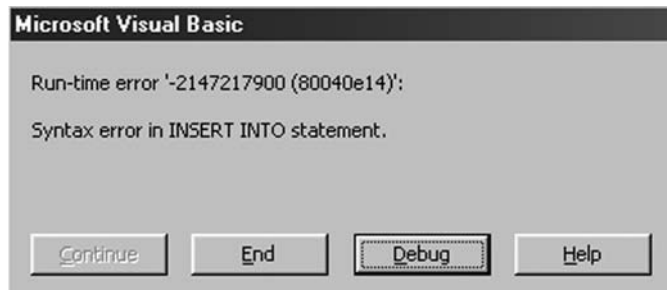 Microsoft Visual Basic
Run-time error '-2147217900 (80040e14)':
Syntax error in INSERT INTO statement.
Continue
End
Debug
Help